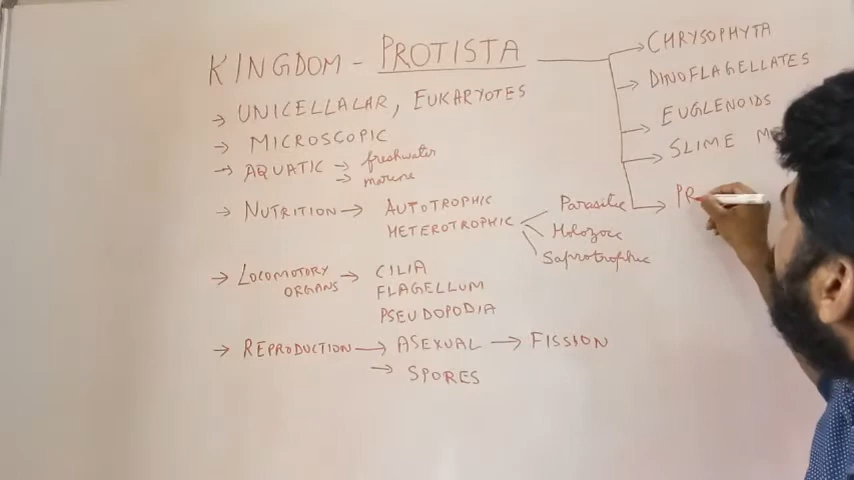 KINGDOM - PROTISTA
→ CHRYSOPHYTA
→ DINOFLAGELLATES
→ EUGLENOIDS
→ SLIME M
→ PR
→ UNICELLALAR, EUKARYOTES
→ MICROSCOPIC
→ AQUATIC → freshwater
→ marine
→ NUTRITION → AUTOTROPHIC
HETEROTROPHIC
Parasitic
Holozoic
Saprotrophic
→ LOCOMOTORY ORGANS → CILIA
FLAGELLUM
PSEUDOPODIA
→ REPRODUCTION → ASEXUAL → FISSION
→ SPORES